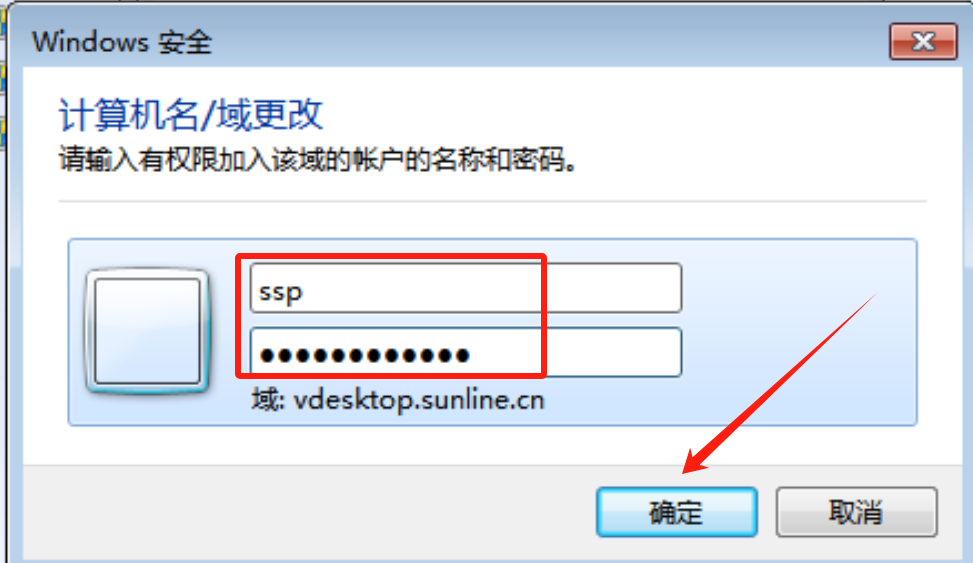 Windows 安全
计算机名/域更改
请输入有权限加入该域的帐户的名称和密码。
ssp
●●●●●●●●●●●●
域: vdesktop.sunline.cn
确定
取消